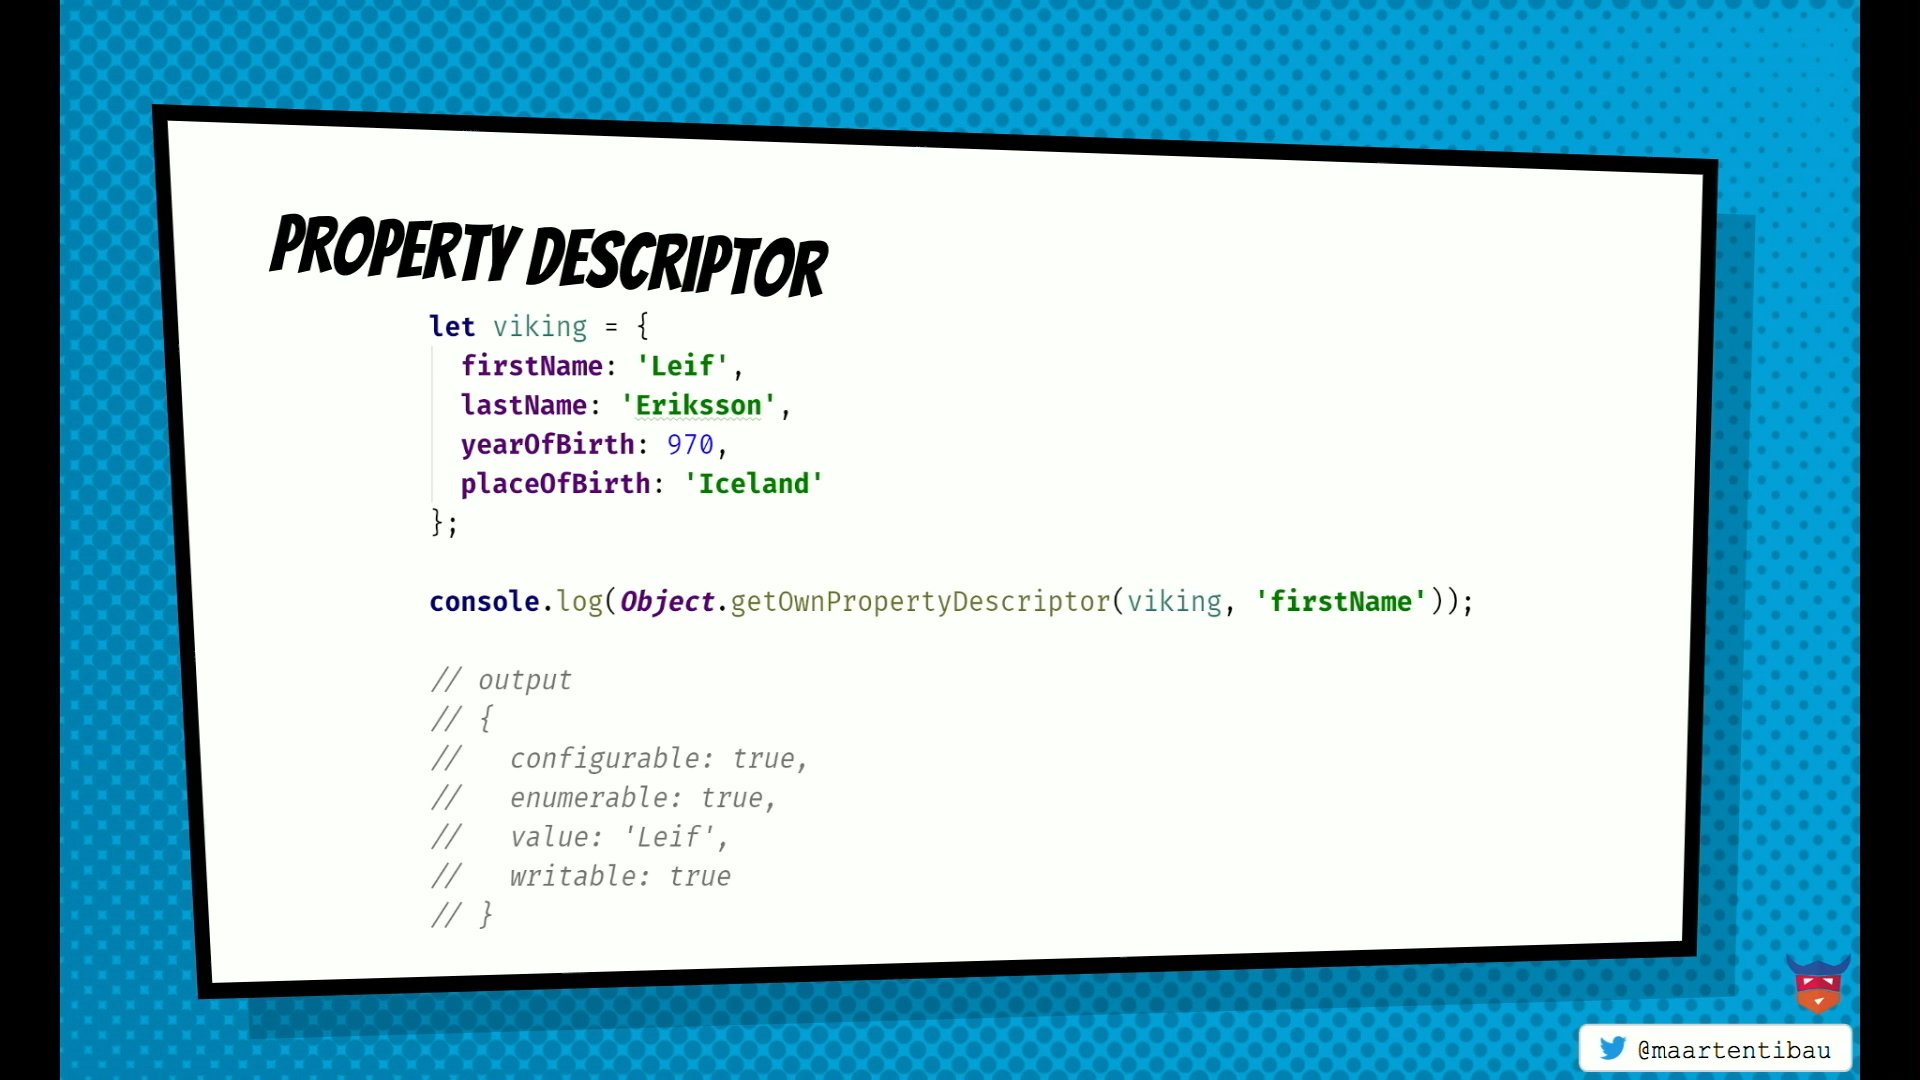 PROPERTY DESCRIPTOR
let viking = {
  firstName: 'Leif',
  lastName: 'Eriksson',
  yearOfBirth: 970,
  placeOfBirth: 'Iceland'
};
console.log(Object.getOwnPropertyDescriptor(viking, 'firstName'));
// output
// {
//   configurable: true,
//   enumerable: true,
//   value: 'Leif',
//   writable: true
// }
@maartentibau